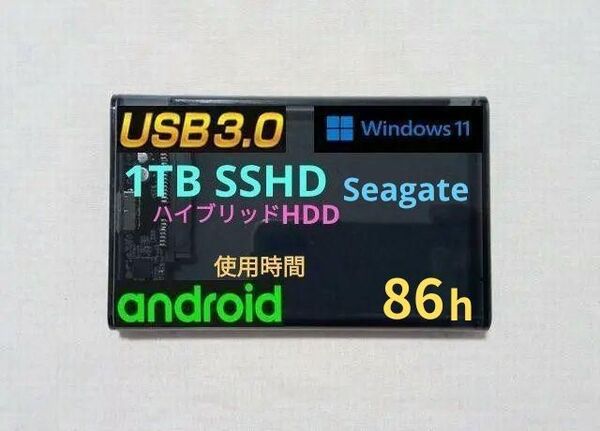 USB3.0
Windows 11
1TB SSHD
Seagate
ハイブリッドHDD
使用時間
android
86h